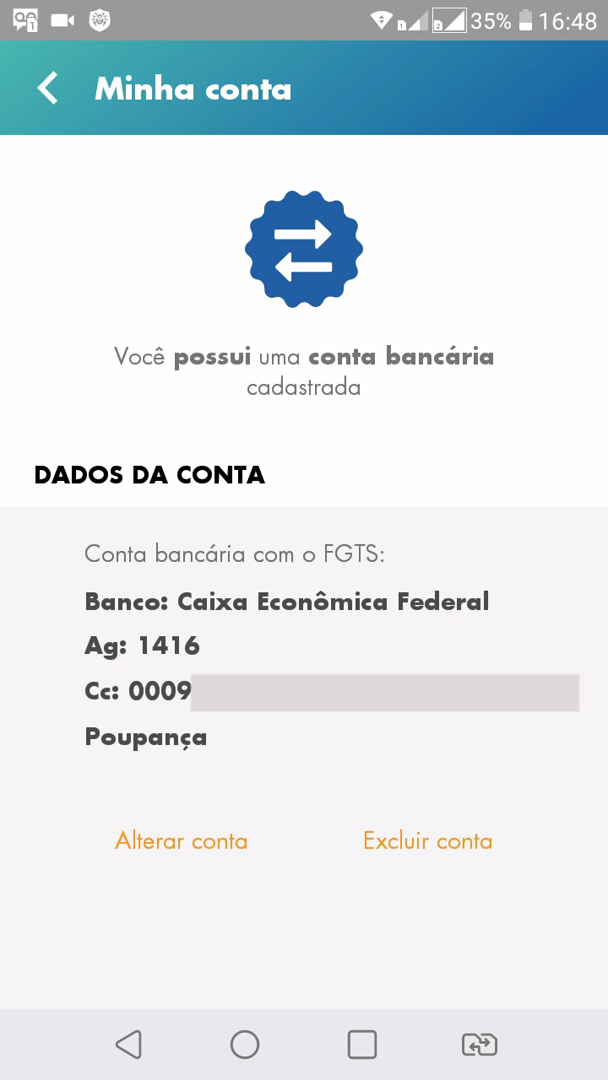 35% 16:48
Minha conta
Você possui uma conta bancária
cadastrada
DADOS DA CONTA
Conta bancária com o FGTS:
Banco: Caixa Econômica Federal
Ag: 1416
Cc: 0009
Poupança
Alterar conta Excluir conta